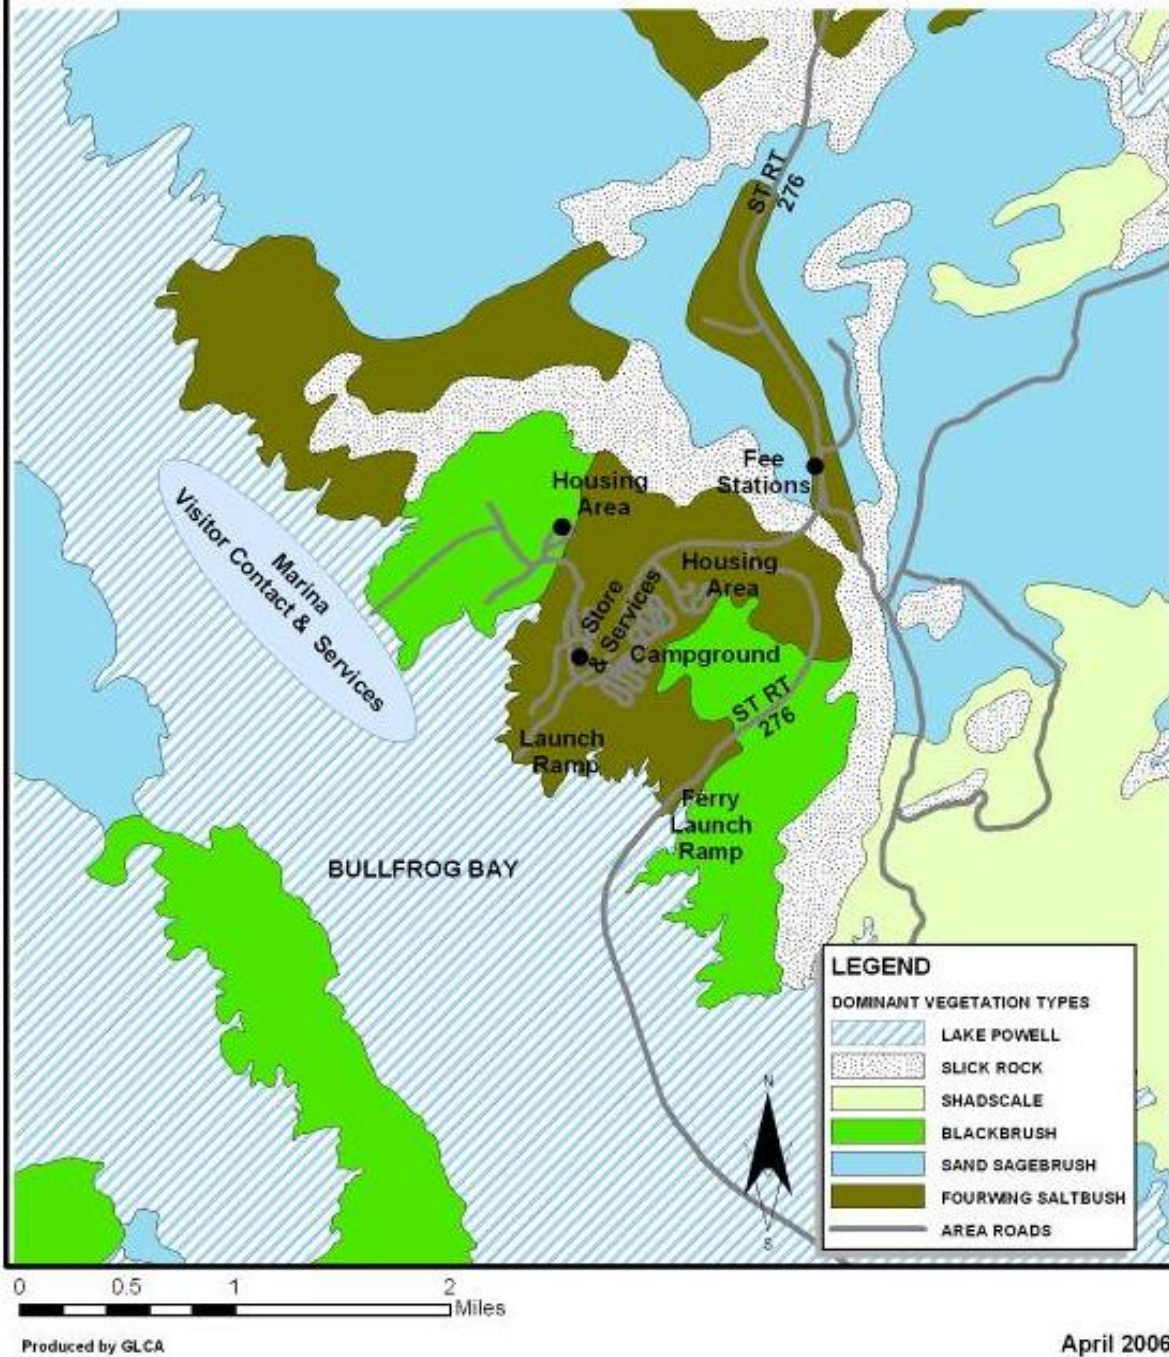 ST RT
276
Fee
Stations
Housing
Area
Marina
Visitor Contact & Services
Housing
Area
Store
& Services
Campground
ST RT
276
Launch
Ramp
Ferry
Launch
Ramp
BULLFROG BAY
LEGEND
DOMINANT VEGETATION TYPES
LAKE POWELL
SLICK ROCK
SHADSCALE
BLACKBRUSH
SAND SAGEBRUSH
FOURWING SALTBUSH
AREA ROADS
N
S
0 0.5 1 2
Miles
Produced by GLCA
April 2006